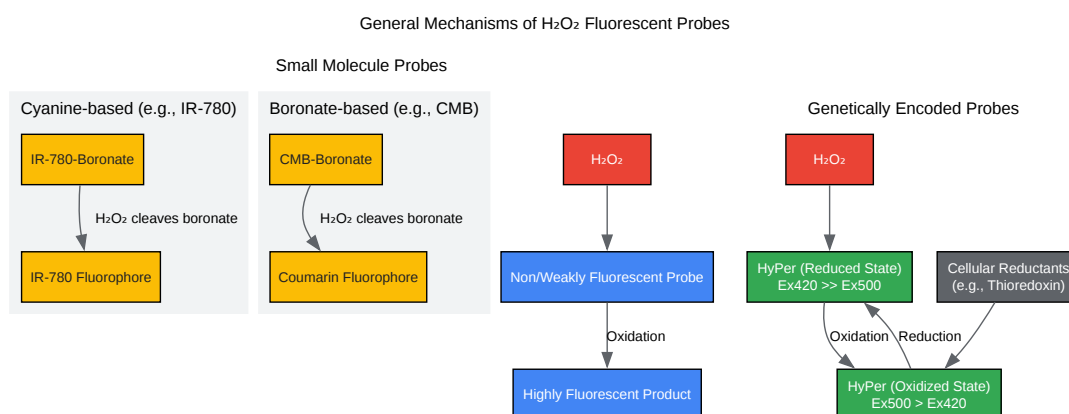 General Mechanisms of H₂O₂ Fluorescent Probes
Small Molecule Probes
Cyanine-based (e.g., IR-780)
IR-780-Boronate
H₂O₂ cleaves boronate
IR-780 Fluorophore
Boronate-based (e.g., CMB)
CMB-Boronate
H₂O₂ cleaves boronate
Coumarin Fluorophore
H₂O₂
Non/Weakly Fluorescent Probe
Oxidation
Highly Fluorescent Product
Genetically Encoded Probes
H₂O₂
HyPer (Reduced State)
Ex420 >> Ex500
Cellular Reductants
(e.g., Thioredoxin)
Oxidation
Reduction
HyPer (Oxidized State)
Ex500 > Ex420